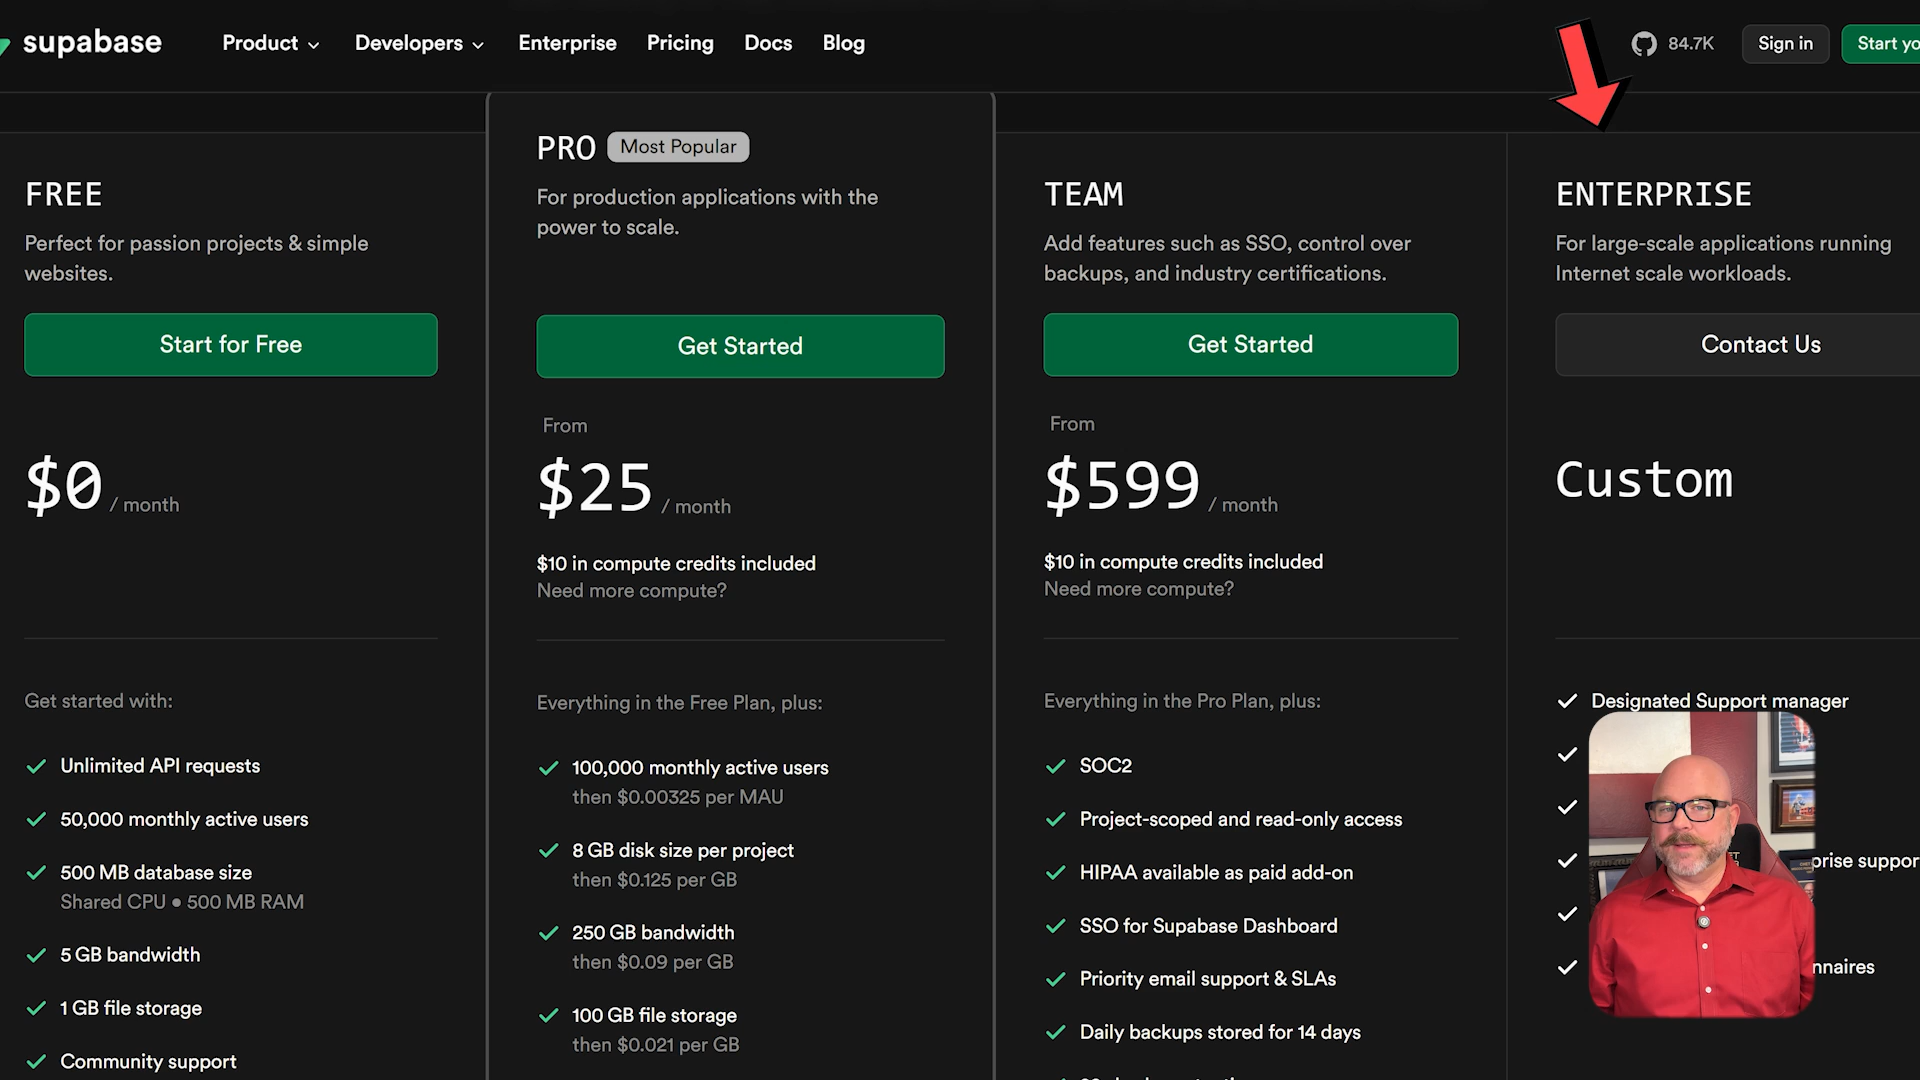 supabase
Product
Developers
Enterprise
Pricing
Docs
Blog
84.7K
Sign in
Start yo
FREE
Perfect for passion projects & simple
websites.
Start for Free
$0 / month
Get started with:
Unlimited API requests
50,000 monthly active users
500 MB database size
Shared CPU • 500 MB RAM
5 GB bandwidth
1 GB file storage
Community support
PRO
Most Popular
For production applications with the
power to scale.
Get Started
From
$25 / month
$10 in compute credits included
Need more compute?
Everything in the Free Plan, plus:
100,000 monthly active users
then $0.00325 per MAU
8 GB disk size per project
then $0.125 per GB
250 GB bandwidth
then $0.09 per GB
100 GB file storage
then $0.021 per GB
TEAM
Add features such as SSO, control over
backups, and industry certifications.
Get Started
From
$599 / month
$10 in compute credits included
Need more compute?
Everything in the Pro Plan, plus:
SOC2
Project-scoped and read-only access
HIPAA available as paid add-on
SSO for Supabase Dashboard
Priority email support & SLAs
Daily backups stored for 14 days
ENTERPRISE
For large-scale applications running
Internet scale workloads.
Contact Us
Custom
Designated Support manager
prise support
nnaires